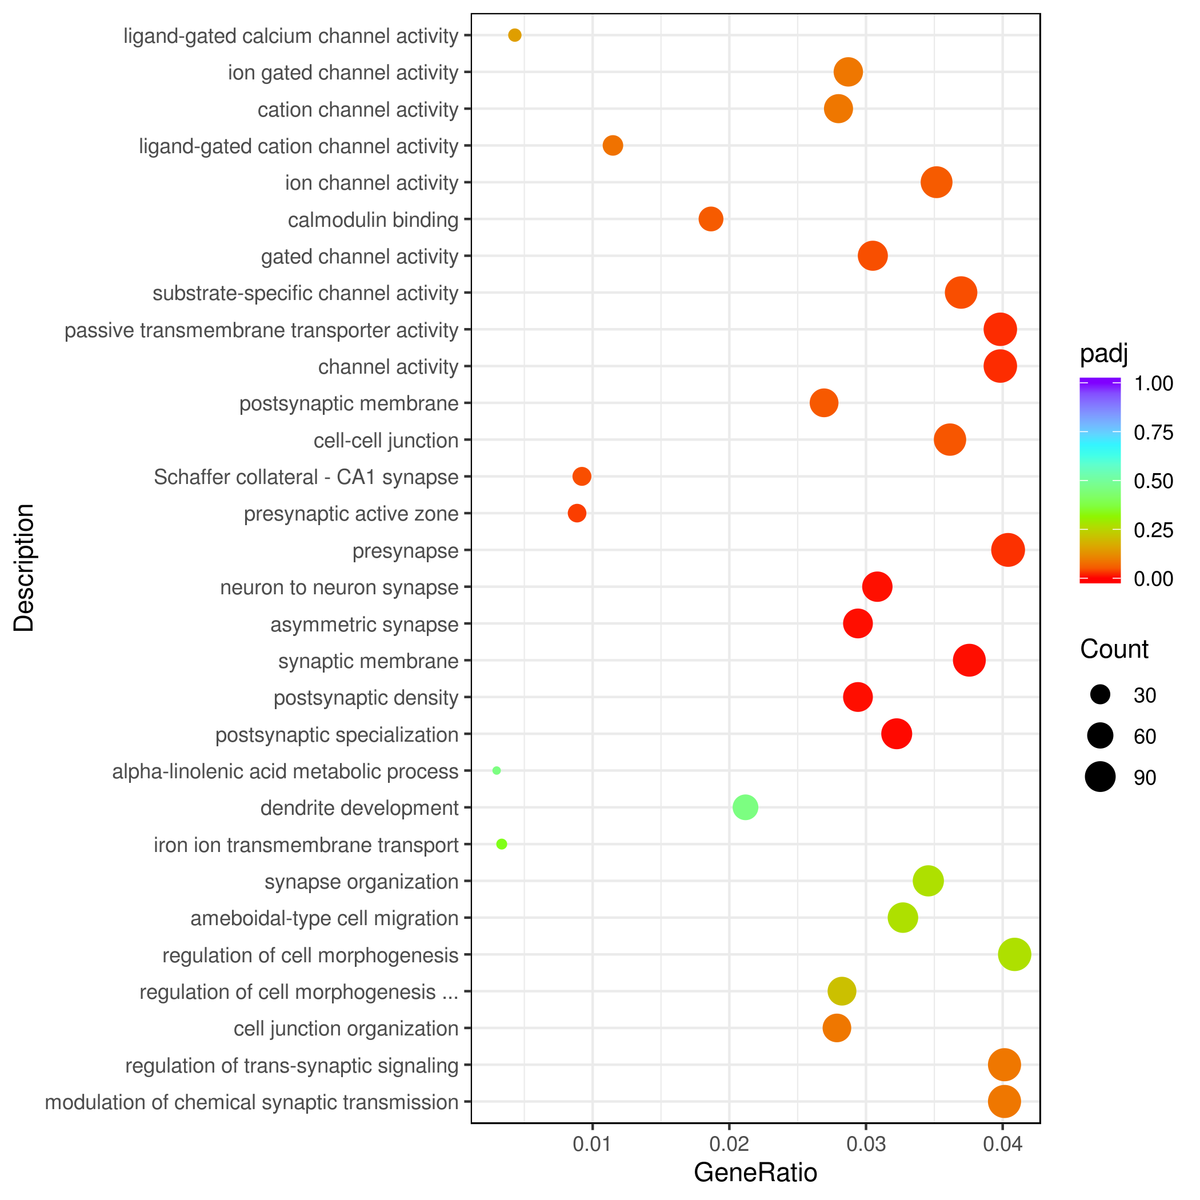 ligand-gated calcium channel activity
ion gated channel activity
cation channel activity
ligand-gated cation channel activity
ion channel activity
calmodulin binding
gated channel activity
substrate-specific channel activity
passive transmembrane transporter activity
channel activity
postsynaptic membrane
cell-cell junction
Schaffer collateral - CA1 synapse
presynaptic active zone
presynapse
neuron to neuron synapse
asymmetric synapse
synaptic membrane
postsynaptic density
postsynaptic specialization
alpha-linolenic acid metabolic process
dendrite development
iron ion transmembrane transport
synapse organization
ameboidal-type cell migration
regulation of cell morphogenesis
regulation of cell morphogenesis ...
cell junction organization
regulation of trans-synaptic signaling
modulation of chemical synaptic transmission
Description
0.01 0.02 0.03 0.04
GeneRatio
padj
1.00
0.75
0.50
0.25
0.00
Count
30
60
90